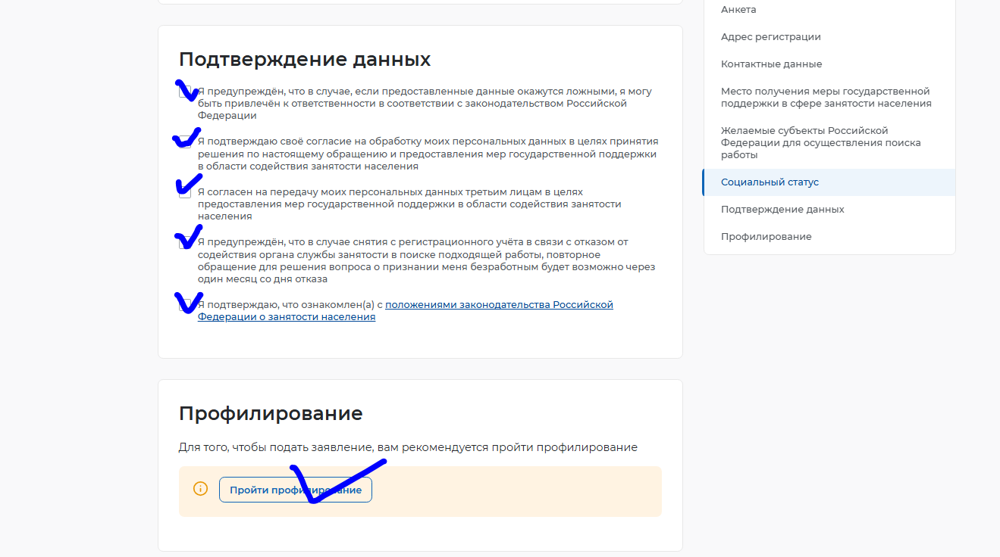 Подтверждение данных
Я предупреждён, что в случае, если предоставленные данные окажутся ложными, я могу
быть привлечён к ответственности в соответствии с законодательством Российской
Федерации
Я подтверждаю своё согласие на обработку моих персональных данных в целях принятия
решения по настоящему обращению и предоставления мер государственной поддержки
в области содействия занятости населения
Я согласен на передачу моих персональных данных третьим лицам в целях
предоставления мер государственной поддержки в области содействия занятости
населения
Я предупреждён, что в случае снятия с регистрационного учёта в связи с отказом от
содействия органа службы занятости в поиске подходящей работы, повторное
обращение для решения вопроса о признании меня безработным будет возможно через
один месяц со дня отказа
Я подтверждаю, что ознакомлен(а) с положениями законодательства Российской
Федерации о занятости населения
Профилирование
Для того, чтобы подать заявление, вам рекомендуется пройти профилирование
Пройти профилирование
Анкета
Адрес регистрации
Контактные данные
Место получения меры государственной
поддержки в сфере занятости населения
Желаемые субъекты Российской
Федерации для осуществления поиска
работы
Социальный статус
Подтверждение данных
Профилирование